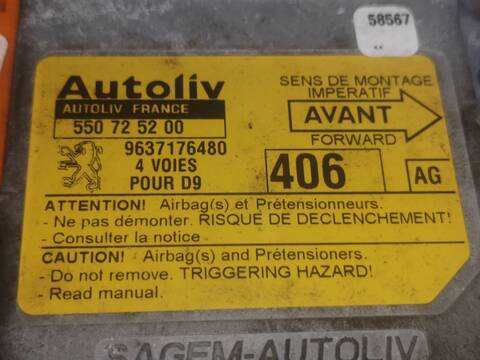 58567
..
Autoliv
AUTOLIV FRANCE
550 72 52 00
9637176480
4 VOIES
POUR D9
SENS DE MONTAGE
IMPERATIF
AVANT
FORWARD
406
AG
ATTENTION! Airbag(s) et Prétensionneurs.
- Ne pas démonter. RISQUE DE DECLENCHEMENT!
- Consulter la notice
CAUTION! Airbag(s) and Prétensioners.
- Do not remove. TRIGGERING HAZARD!
- Read manual.
SAGEM-AUTOLIV